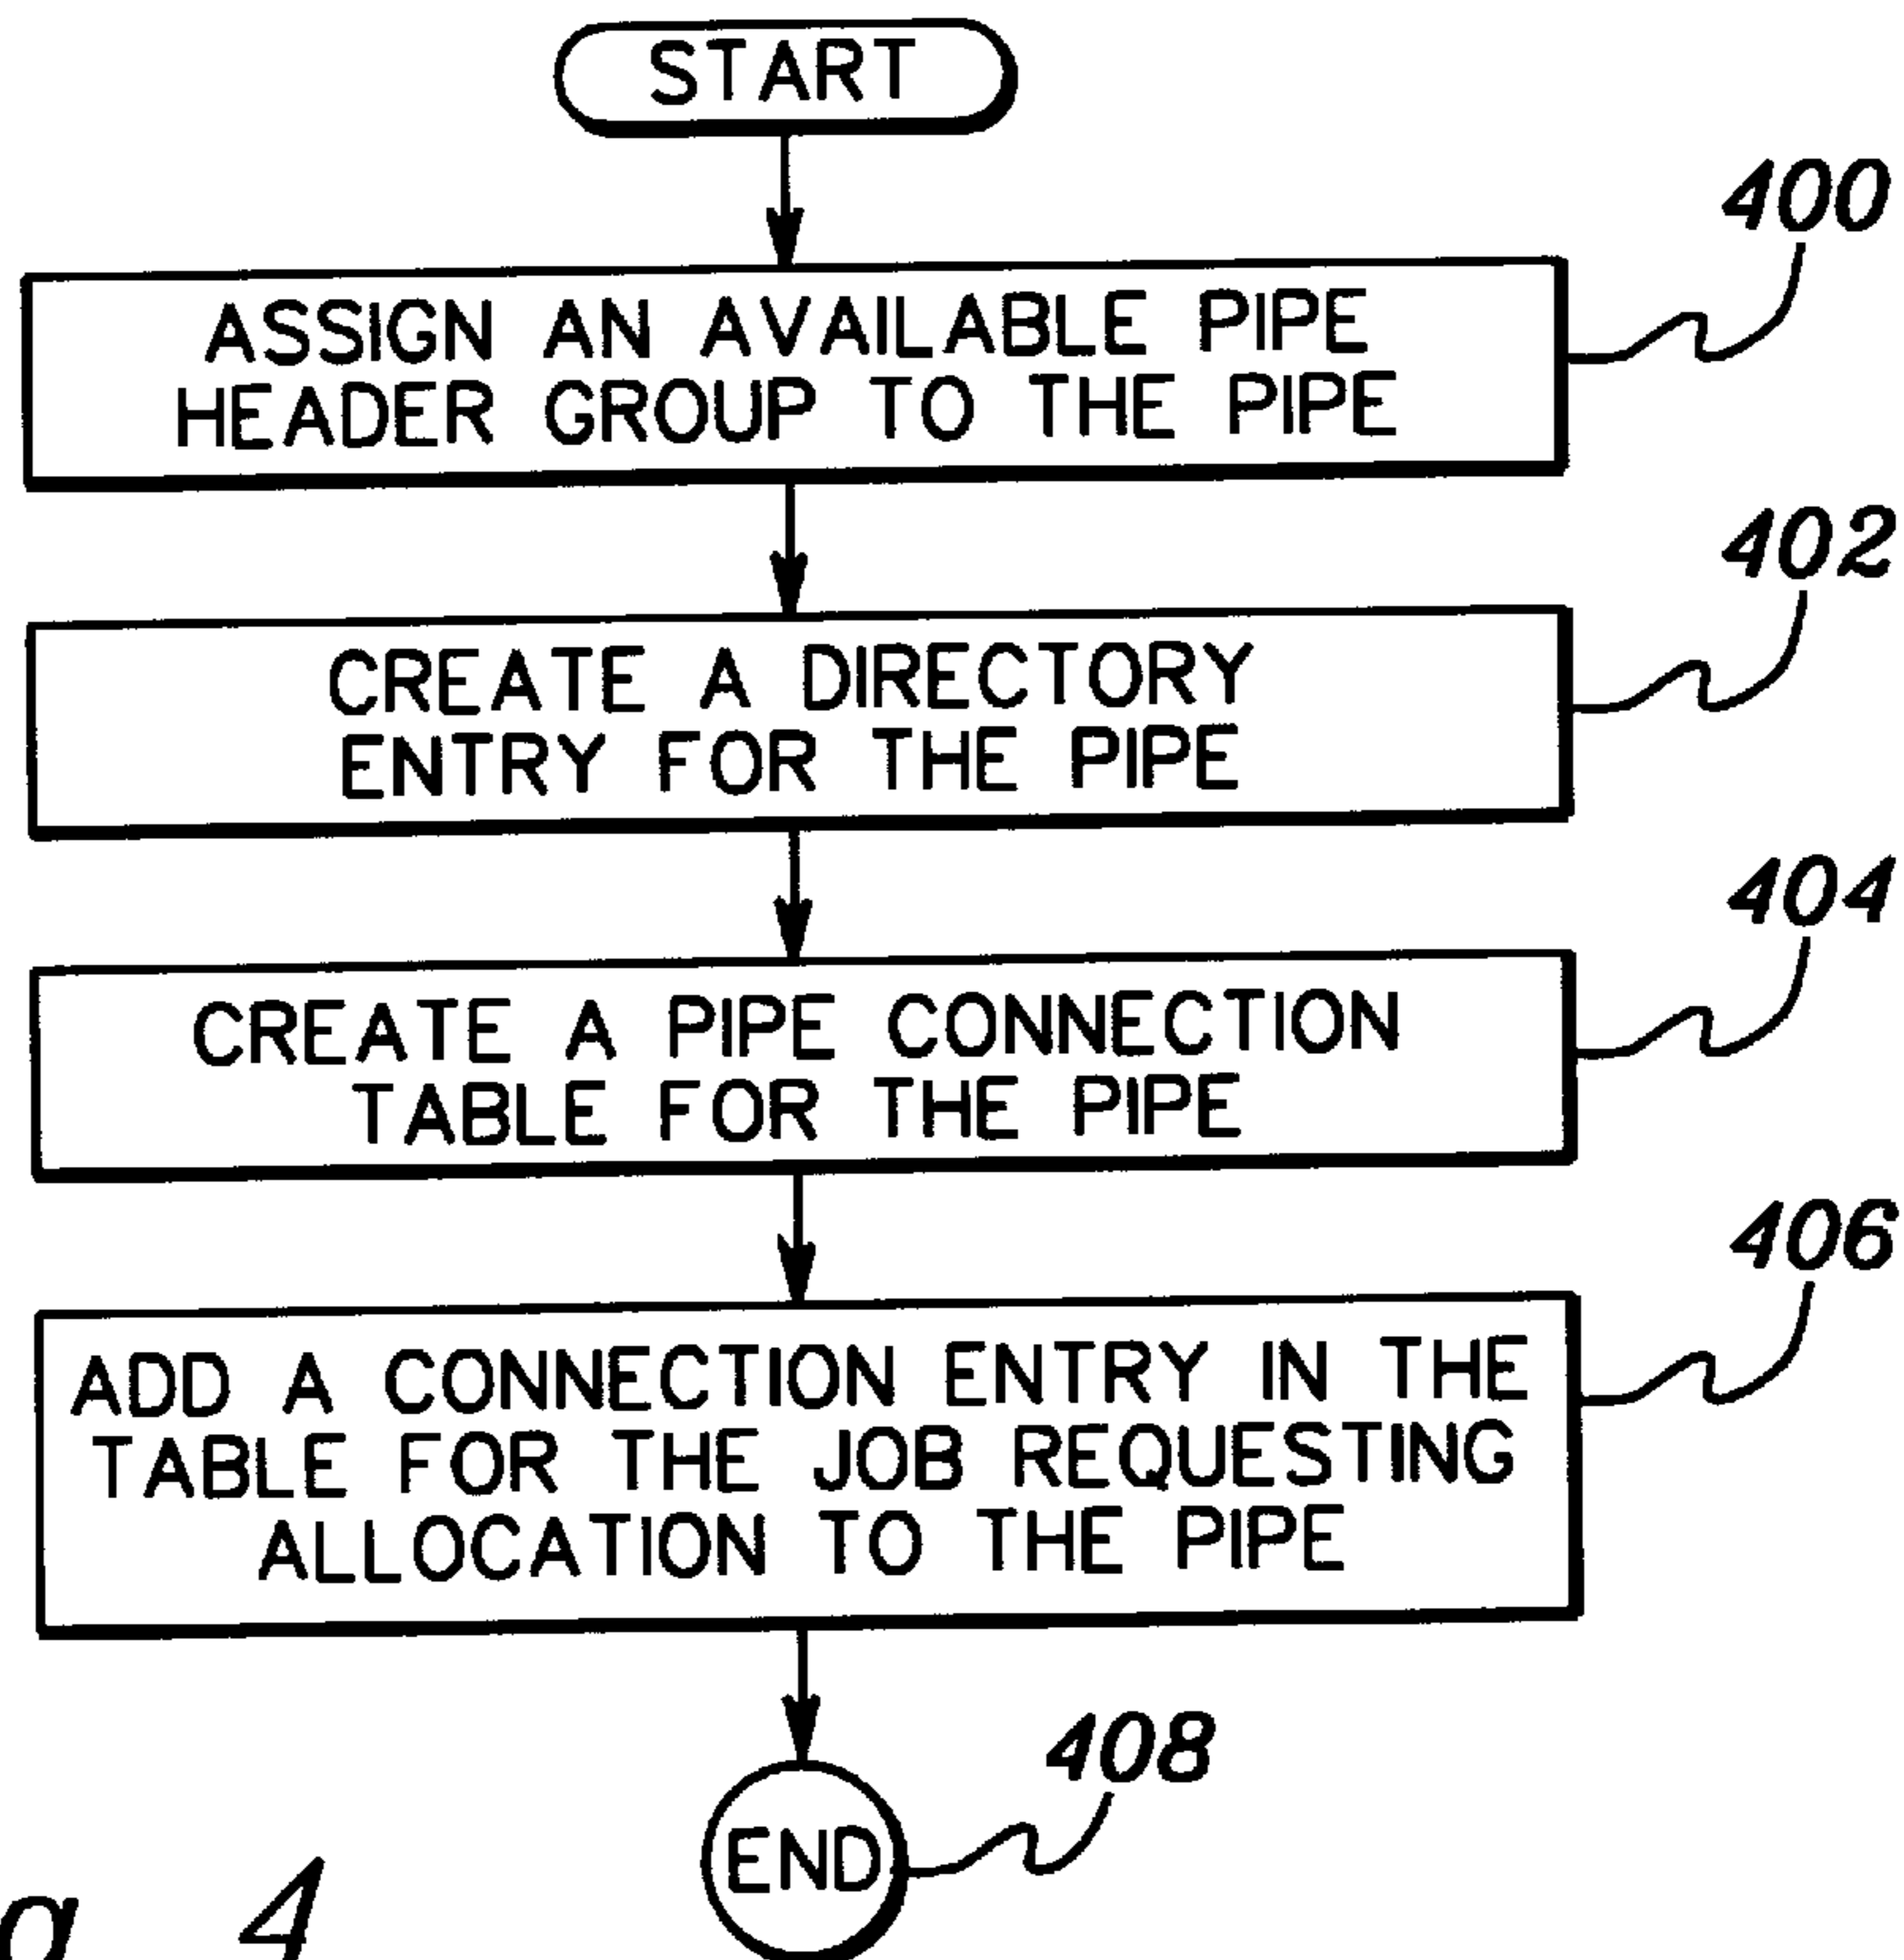 START
400
ASSIGN AN AVAILABLE PIPE
HEADER GROUP TO THE PIPE
402
CREATE A DIRECTORY
ENTRY FOR THE PIPE
404
CREATE A PIPE CONNECTION
TABLE FOR THE PIPE
406
ADD A CONNECTION ENTRY IN THE
TABLE FOR THE JOB REQUESTING
ALLOCATION TO THE PIPE
408
END
4